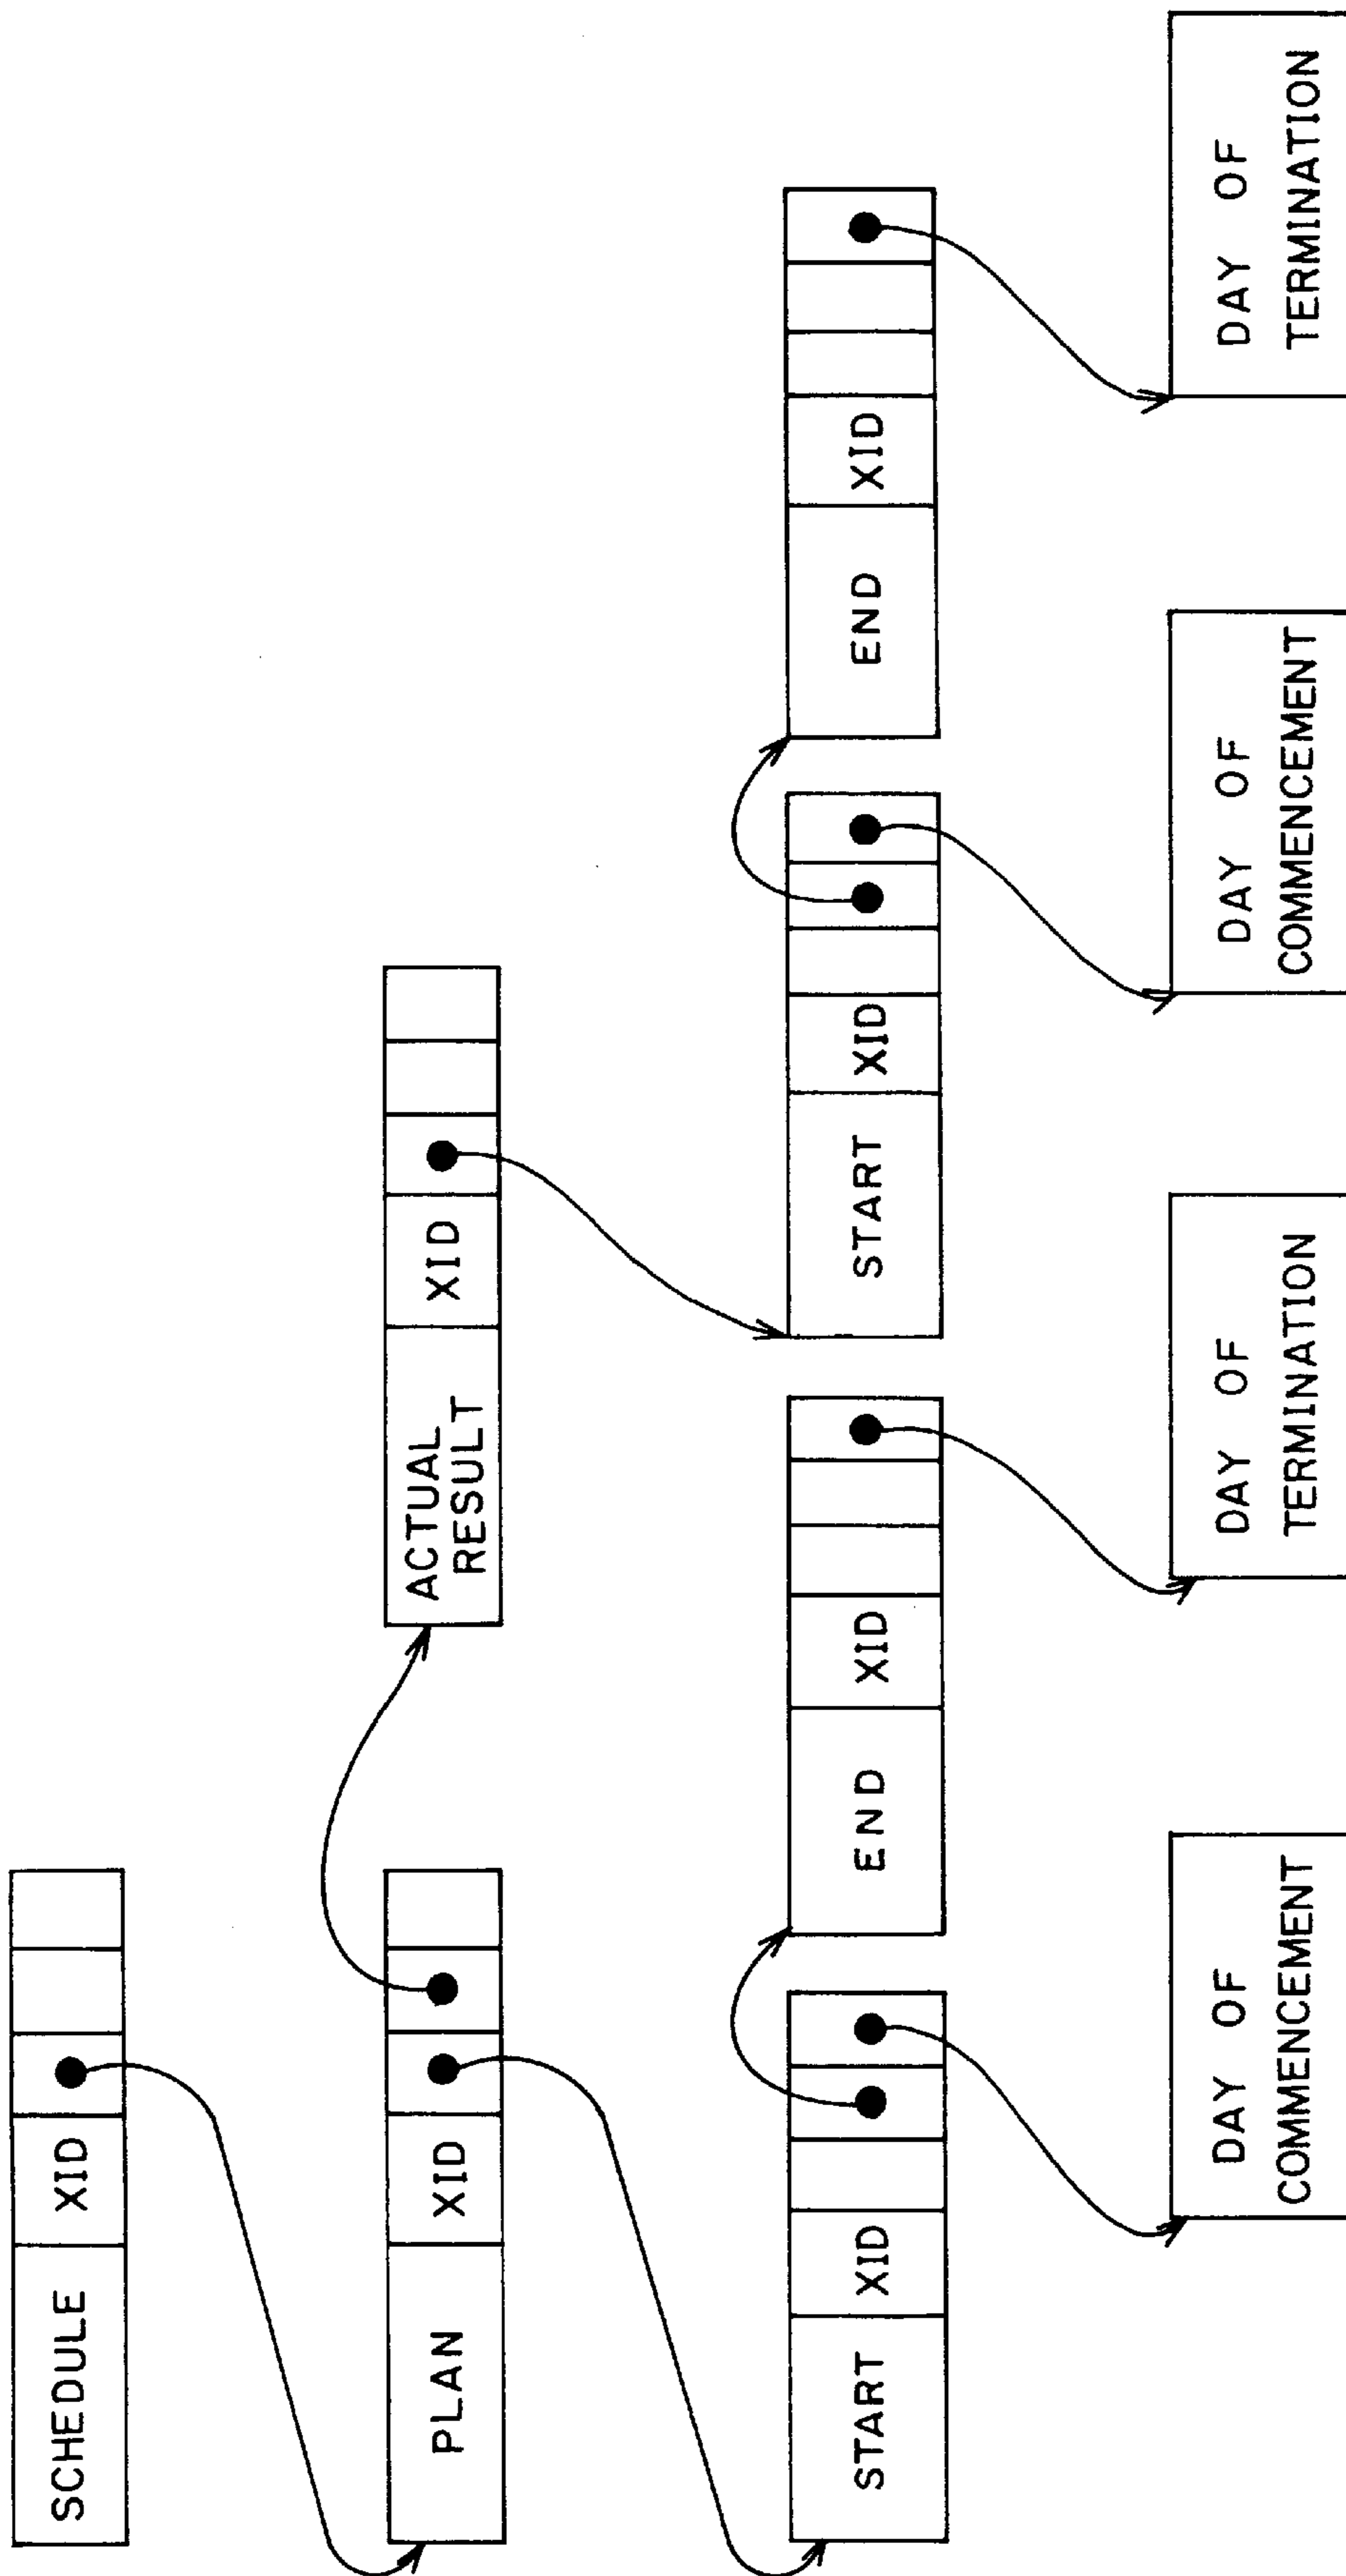 SCHEDULE XID
PLAN XID
ACTUAL
RESULT
XID
START XID
END XID
START XID
END XID
DAY OF
COMMENCEMENT
DAY OF
TERMINATION
DAY OF
COMMENCEMENT
DAY OF
TERMINATION